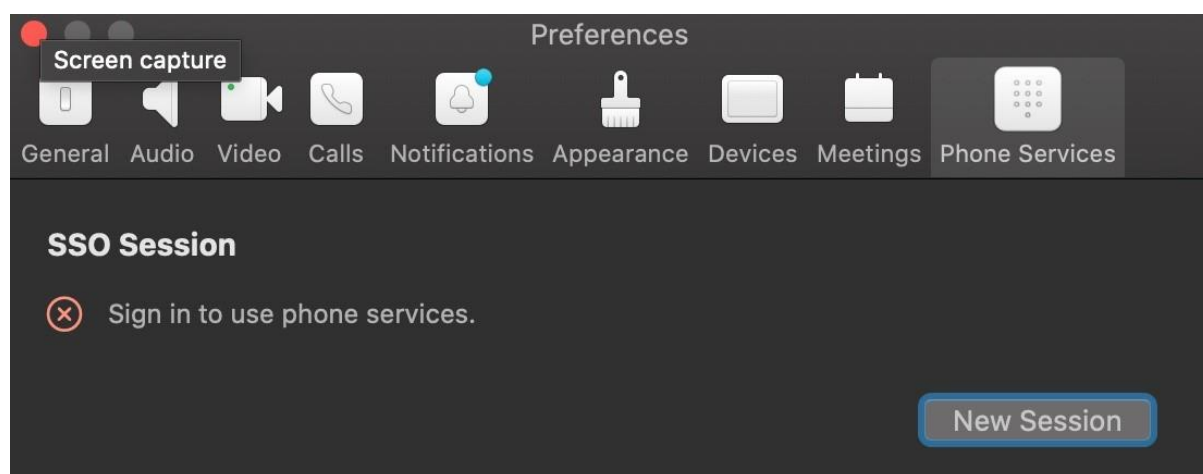 Preferences
Screen capture
General Audio Video Calls Notifications Appearance Devices Meetings Phone Services
SSO Session
Sign in to use phone services.
New Session